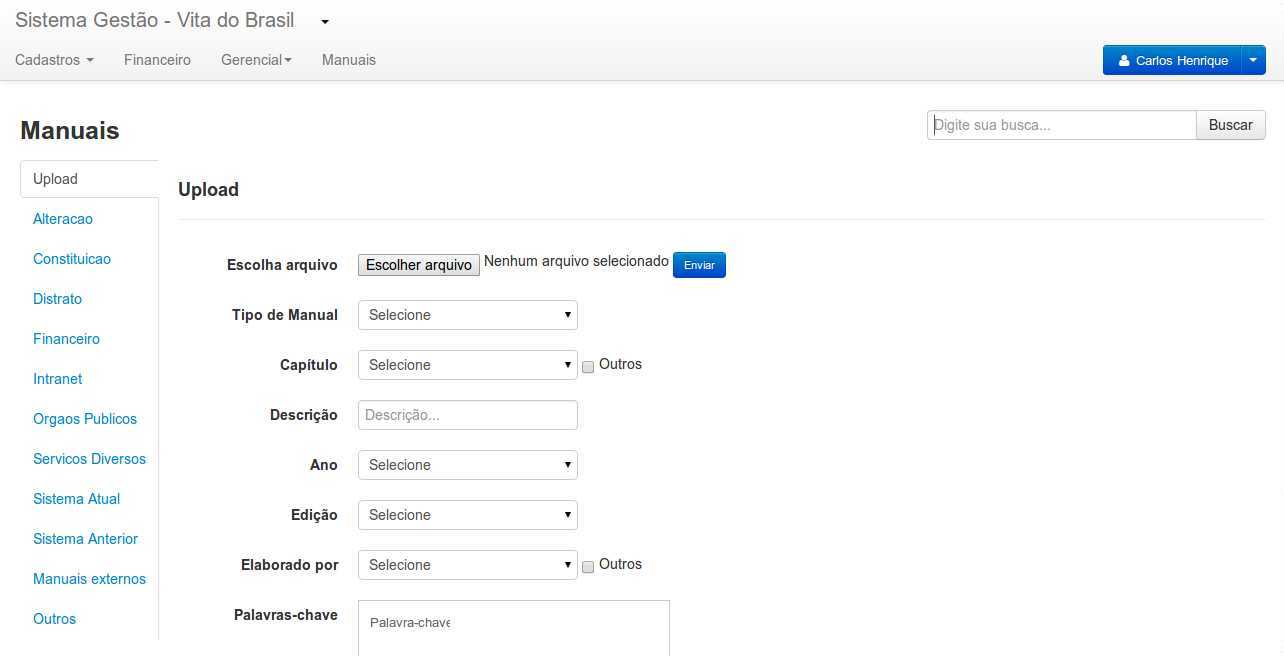 Sistema Gestão - Vita do Brasil
Cadastros Financeiro Gerencial Manuais
Carlos Henrique
Manuais
Digite sua busca... Buscar
Upload
Alteracao
Constituicao
Distrato
Financeiro
Intranet
Orgaos Publicos
Servicos Diversos
Sistema Atual
Sistema Anterior
Manuais externos
Outros
Upload
Escolha arquivo Escolher arquivo Nenhum arquivo selecionado Enviar
Tipo de Manual Selecione
Capítulo Selecione Outros
Descrição Descrição...
Ano Selecione
Edição Selecione
Elaborado por Selecione Outros
Palavras-chave Palavra-chave